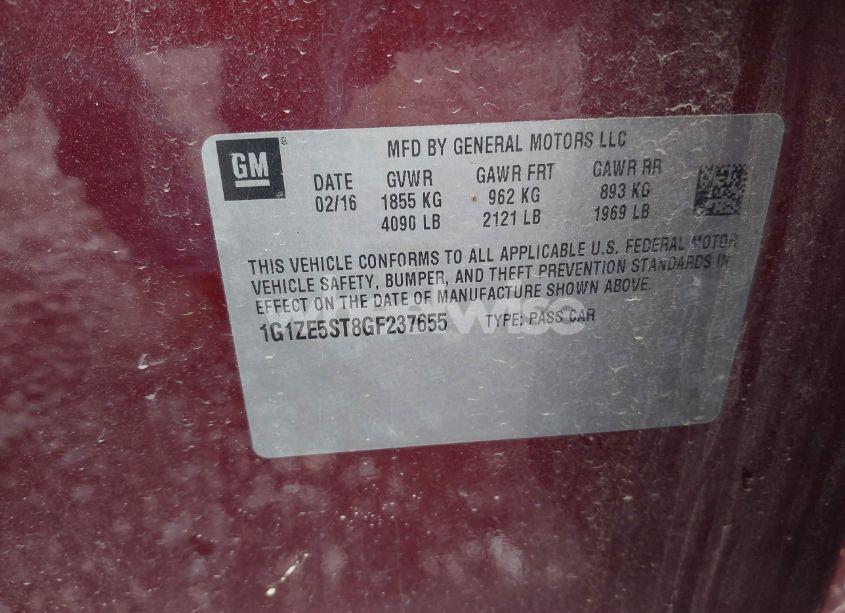 MFD BY GENERAL MOTORS LLC
GM ®
DATE GVWR GAWR FRT GAWR RR
02/16 1855 KG 962 KG 893 KG
4090 LB 2121 LB 1969 LB
THIS VEHICLE CONFORMS TO ALL APPLICABLE U.S. FEDERAL MOTOR
VEHICLE SAFETY, BUMPER, AND THEFT PREVENTION STANDARDS IN
EFFECT ON THE DATE OF MANUFACTURE SHOWN ABOVE.
1G1ZE5ST8GF237655 TYPE: PASS CAR